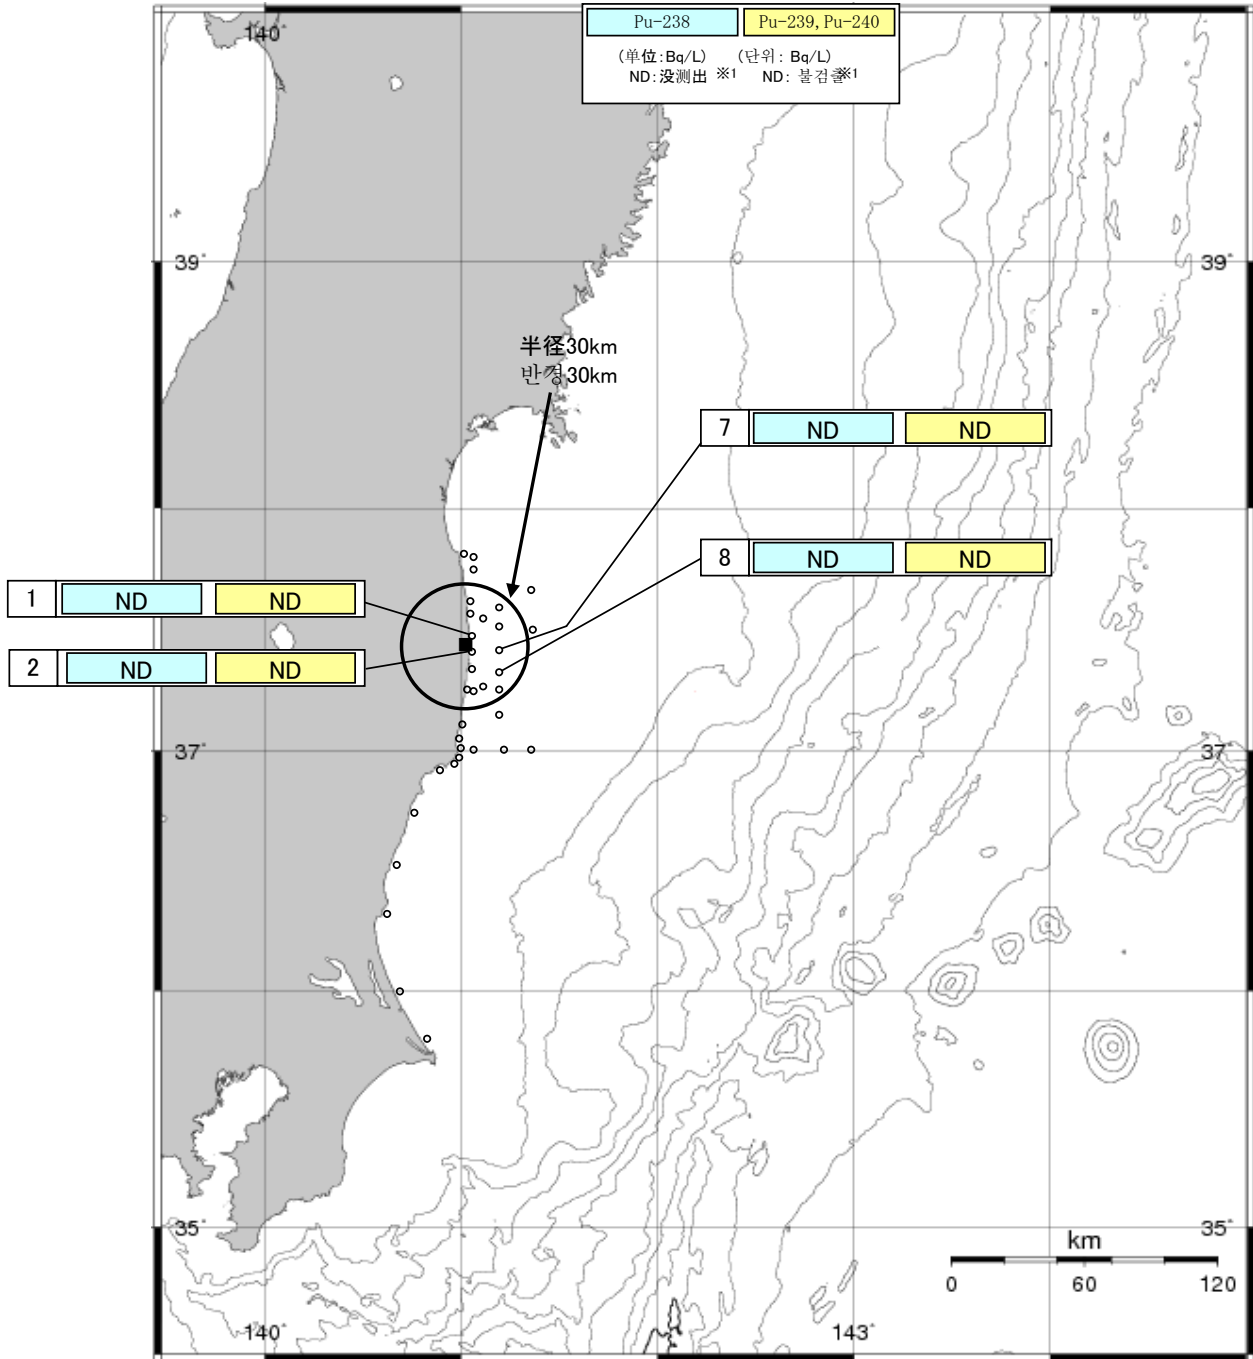 Pu-238 Pu-239, Pu-240
(単位:Bq/L) (단위: Bq/L)
ND:没测出 ※1 ND: 불검출※1
140°
39° 39°
半径30km
반경30km
7 ND ND
8 ND ND
1 ND ND
2 ND ND
37° 37°
35° 35°
km
0 60 120
140° 143°